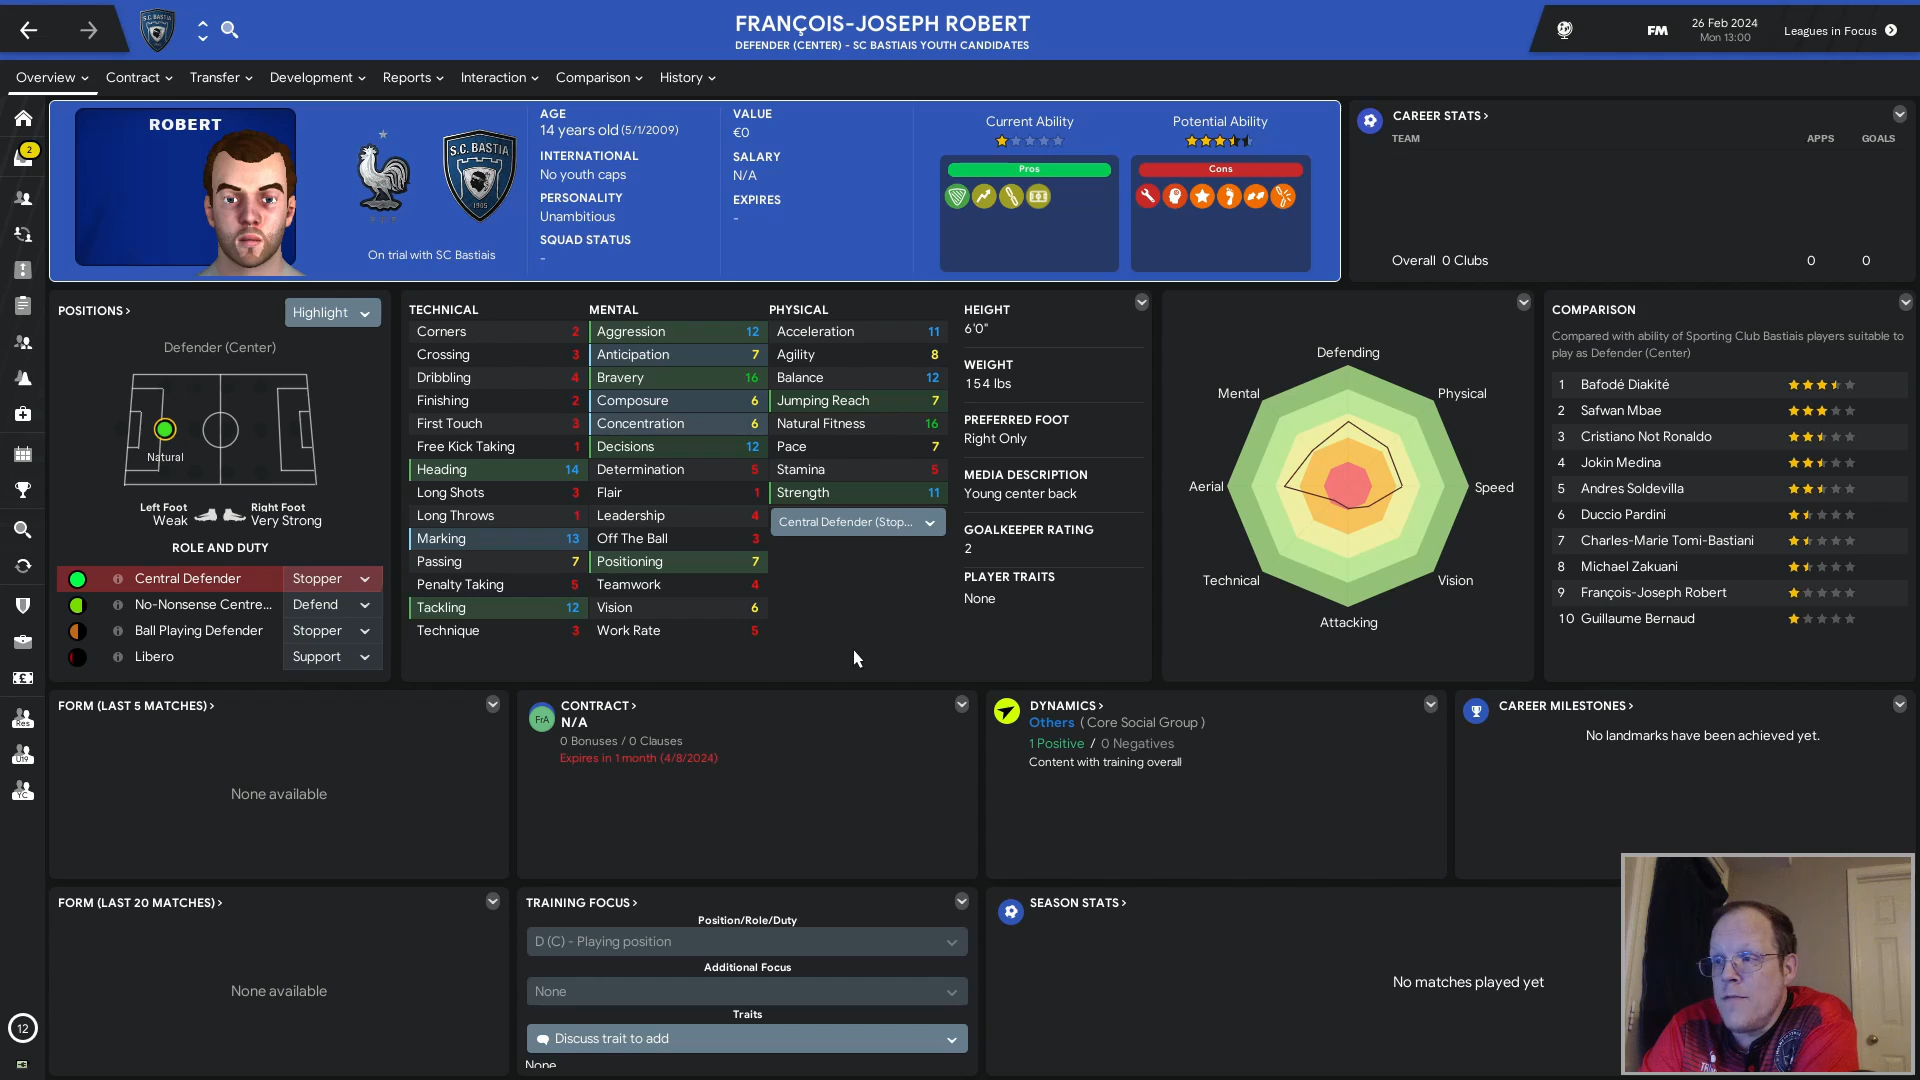 FRANÇOIS-JOSEPH ROBERT
DEFENDER (CENTER) - SC BASTIAIS YOUTH CANDIDATES
FM
26 Feb 2024
Mon 13:00
Leagues in Focus
Overview
Contract
Transfer
Development
Reports
Interaction
Comparison
History
2
ROBERT
S.C. BASTIA
1905
On trial with SC Bastiais
AGE
14 years old (5/1/2009)
INTERNATIONAL
No youth caps
PERSONALITY
Unambitious
SQUAD STATUS
-
VALUE
€0
SALARY
N/A
EXPIRES
-
Current Ability
Pros
Potential Ability
Cons
CAREER STATS >
TEAM APPS GOALS
Overall 0 Clubs 0 0
POSITIONS >
Highlight
Defender (Center)
Natural
Left Foot
Weak
Right Foot
Very Strong
ROLE AND DUTY
Central Defender Stopper
No-Nonsense Centre... Defend
Ball Playing Defender Stopper
Libero Support
TECHNICAL
Corners 2
Crossing 3
Dribbling 4
Finishing 2
First Touch 3
Free Kick Taking 1
Heading 14
Long Shots 3
Long Throws 1
Marking 13
Passing 7
Penalty Taking 5
Tackling 12
Technique 3
MENTAL
Aggression 12
Anticipation 7
Bravery 16
Composure 6
Concentration 6
Decisions 12
Determination 5
Flair 1
Leadership 4
Off The Ball 3
Positioning 7
Teamwork 4
Vision 6
Work Rate 5
PHYSICAL
Acceleration 11
Agility 8
Balance 12
Jumping Reach 7
Natural Fitness 16
Pace 7
Stamina 5
Strength 11
Central Defender (Stop...
HEIGHT
6'0"
WEIGHT
154 lbs
PREFERRED FOOT
Right Only
MEDIA DESCRIPTION
Young center back
GOALKEEPER RATING
2
PLAYER TRAITS
None
Defending
Physical
Speed
Vision
Attacking
Technical
Aerial
Mental
COMPARISON
Compared with ability of Sporting Club Bastiais players suitable to
play as Defender (Center)
1 Bafodé Diakité
2 Safwan Mbae
3 Cristiano Not Ronaldo
4 Jokin Medina
5 Andres Soldevilla
6 Duccio Pardini
7 Charles-Marie Tomi-Bastiani
8 Michael Zakuani
9 François-Joseph Robert
10 Guillaume Bernaud
Res
U19
YC
12
FORM (LAST 5 MATCHES) >
None available
CONTRACT >
FrA
N/A
0 Bonuses / 0 Clauses
Expires in 1 month (4/8/2024)
DYNAMICS >
Others ( Core Social Group )
1 Positive / 0 Negatives
Content with training overall
CAREER MILESTONES >
No landmarks have been achieved yet.
FORM (LAST 20 MATCHES) >
None available
TRAINING FOCUS >
Position/Role/Duty
D (C) - Playing position
Additional Focus
None
Traits
Discuss trait to add
None
SEASON STATS >
No matches played yet